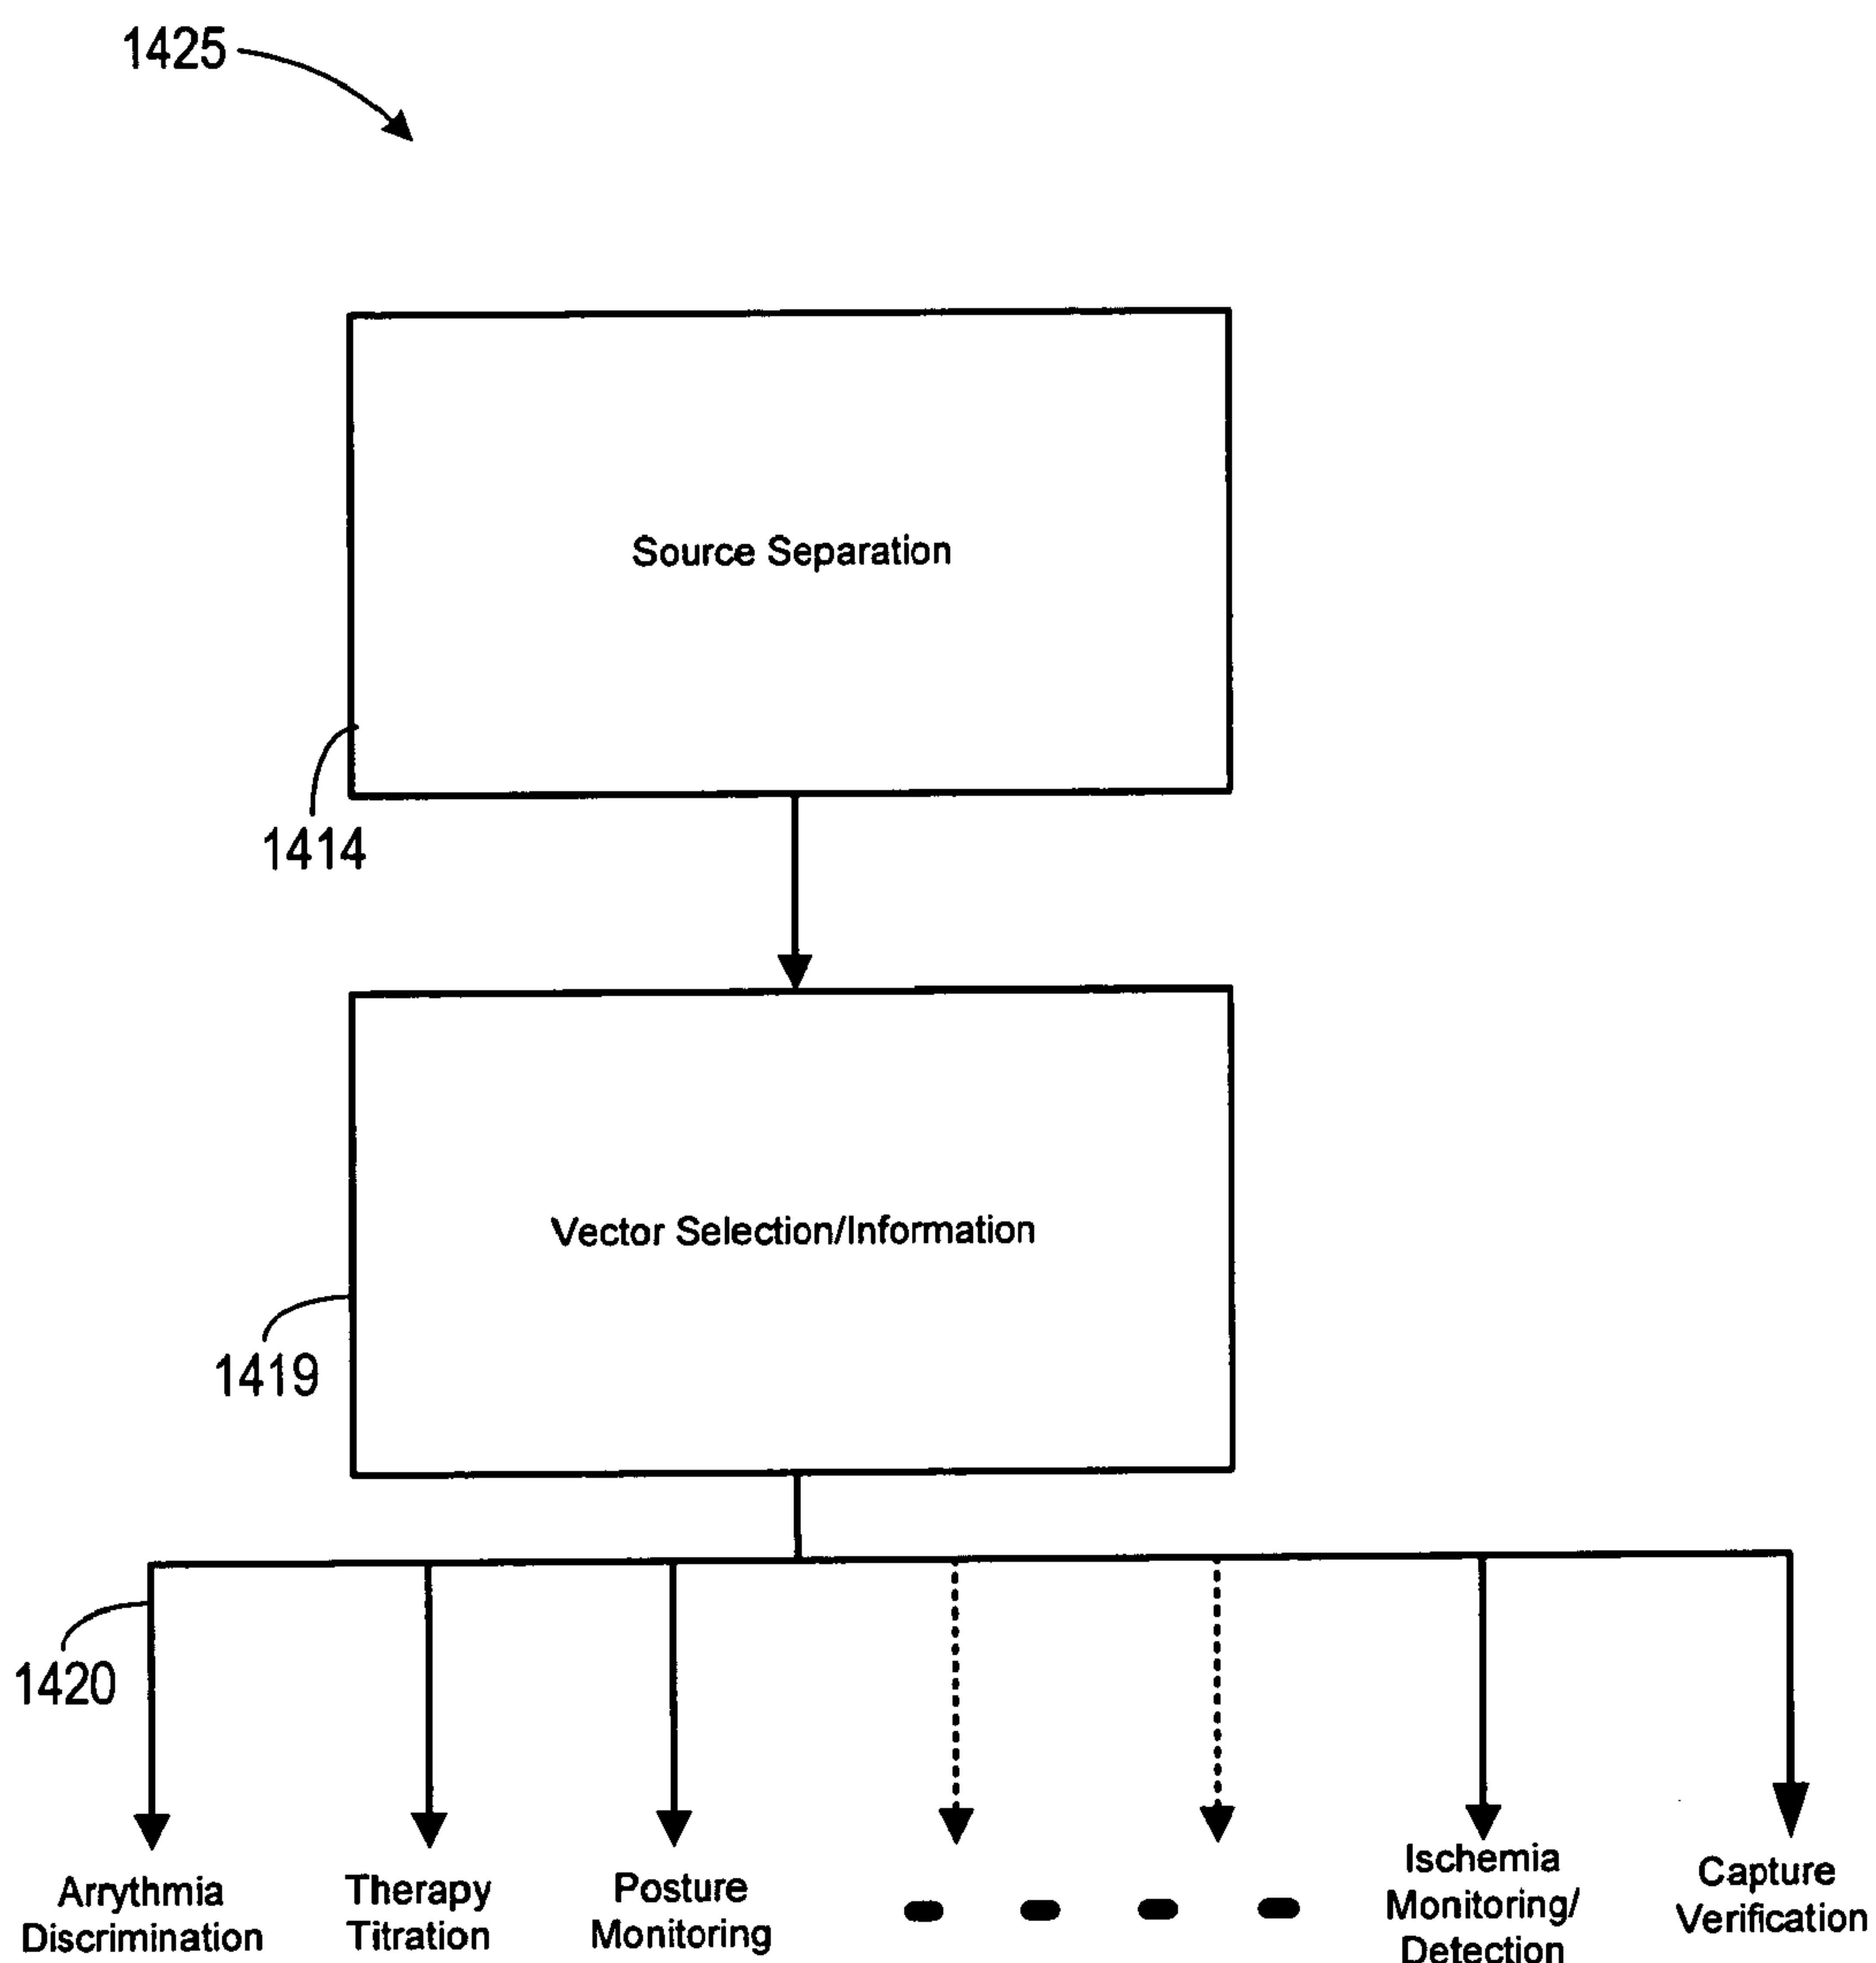 1425
Source Separation
1414
Vector Selection/Information
1419
1420
Arrythmia
Discrimination
Therapy
Titration
Posture
Monitoring
Ischemia
Monitoring/
Detection
Capture
Verification